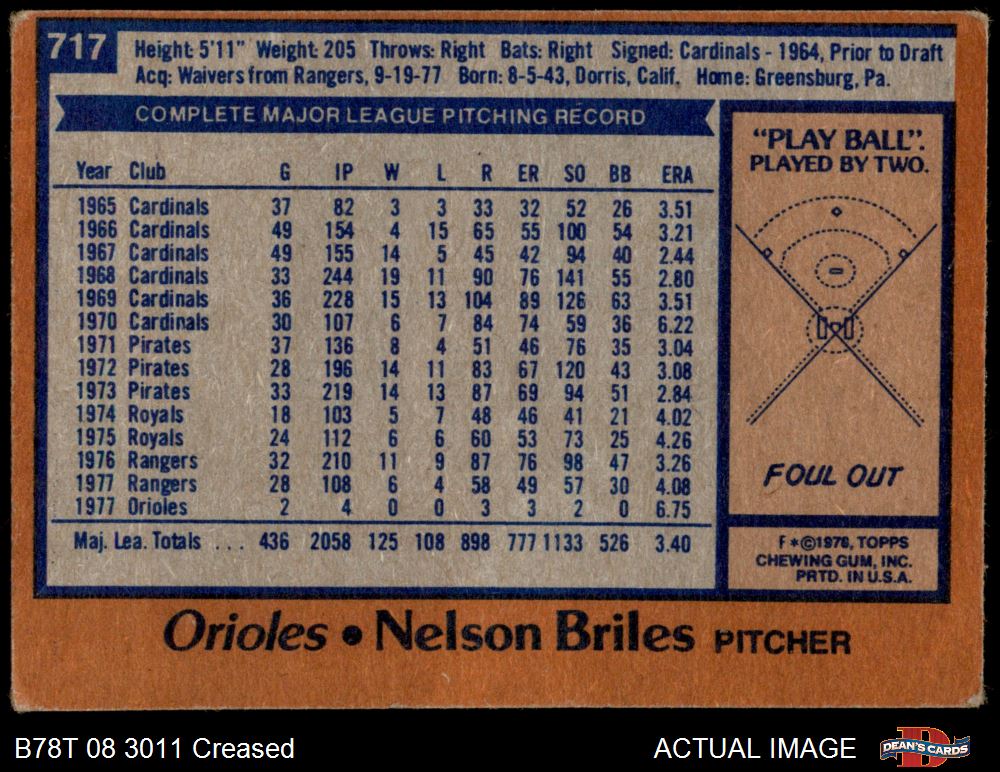 717
Height: 5'11" Weight: 205 Throws: Right Bats: Right Signed: Cardinals - 1964, Prior to Draft
Acq: Waivers from Rangers, 9-19-77 Born: 8-5-43, Dorris, Calif. Home: Greensburg, Pa.
COMPLETE MAJOR LEAGUE PITCHING RECORD
Year Club G IP W L R ER SO BB ERA
1965 Cardinals 37 82 3 3 33 32 52 26 3.51
1966 Cardinals 49 154 4 15 65 55 100 54 3.21
1967 Cardinals 49 155 14 5 45 42 94 40 2.44
1968 Cardinals 33 244 19 11 90 76 141 55 2.80
1969 Cardinals 36 228 15 13 104 89 126 63 3.51
1970 Cardinals 30 107 6 7 84 74 59 36 6.22
1971 Pirates 37 136 8 4 51 46 76 35 3.04
1972 Pirates 28 196 14 11 83 67 120 43 3.08
1973 Pirates 33 219 14 13 87 69 94 51 2.84
1974 Royals 18 103 5 7 48 46 41 21 4.02
1975 Royals 24 112 6 6 60 53 73 25 4.26
1976 Rangers 32 210 11 9 87 76 98 47 3.26
1977 Rangers 28 108 6 4 58 49 57 30 4.08
1977 Orioles 2 4 0 0 3 3 2 0 6.75
Maj. Lea. Totals ... 436 2058 125 108 898 777 1133 526 3.40
"PLAY BALL":
PLAYED BY TWO.
FOUL OUT
F * © 1978, TOPPS
CHEWING GUM, INC.
PRTD. IN U.S.A.
Orioles • Nelson Briles PITCHER
B78T 08 3011 Creased
ACTUAL IMAGE
DEAN'S CARDS